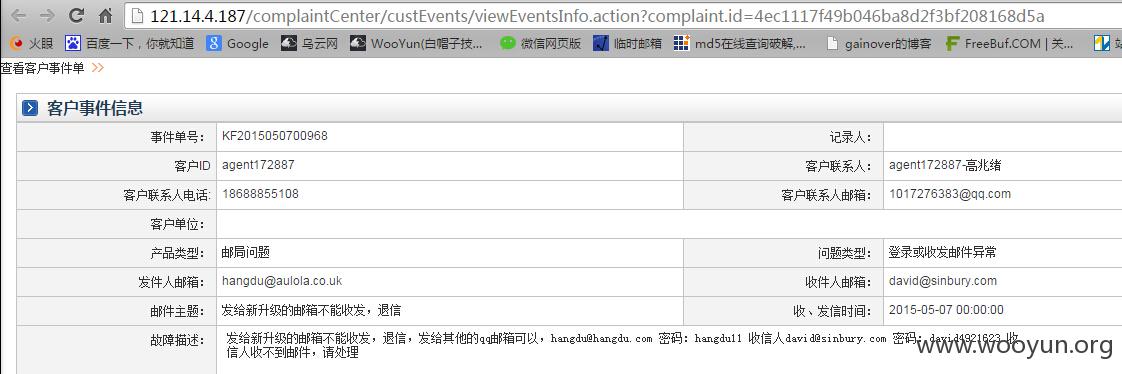 121.14.4.187/complaintCenter/custEvents/viewEventsInfo.action?complaint.id=4ec1117f49b046ba8d2f3bf208168d5a
火眼 百度一下，你就知道 Google 乌云网 WooYun(白帽子技... 微信网页版 临时邮箱 md5在线查询破解,... gainover的博客 FreeBuf.COM | 关...
查看客户事件单 >>
客户事件信息
事件单号： KF2015050700968 记录人：
客户ID agent172887 客户联系人： agent172887-高兆绪
客户联系人电话: 18688855108 客户联系人邮箱： 1017276383@qq.com
客户单位：
产品类型： 邮局问题 问题类型： 登录或收发邮件异常
发件人邮箱： hangdu@aulola.co.uk 收件人邮箱： david@sinbury.com
邮件主题： 发给新升级的邮箱不能收发，退信 收、发信时间： 2015-05-07 00:00:00
故障描述： 发给新升级的邮箱不能收发，退信，发给其他的qq邮箱可以，hangdu@hangdu.com 密码：hangdu11 收信人david@sinbury.com 密码：david4921623 收
信人收不到邮件，请处理
www.wooyun.org